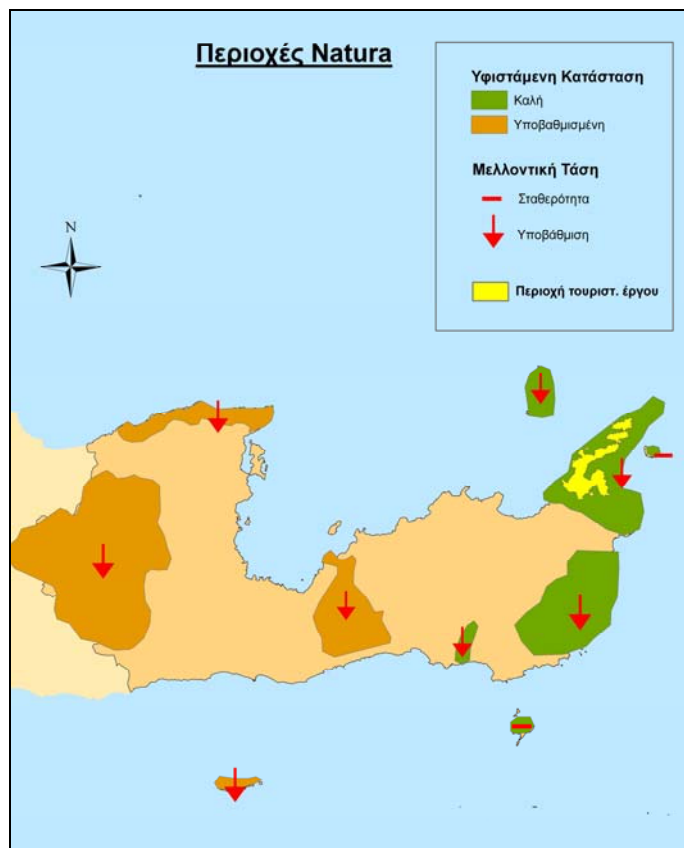 Περιοχές Natura
Υφιστάμενη Κατάσταση
Καλή
Υποβαθμισμένη
Μελλοντική Τάση
Σταθερότητα
Υποβάθμιση
Περιοχή τουριστ. έργου
N